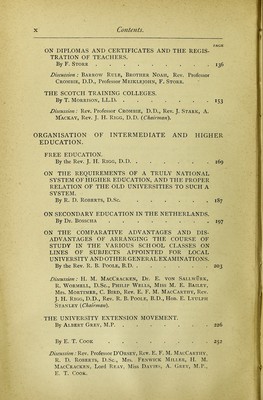 x Contents.
PAGE
ON DIPLOMAS AND CERTIFICATES AND THE REGIS-
TRATION OF TEACHERS.
By F. Storr . . . . . . . . 136
Discussion : Barrow Rule, Brother Noah, Rev. Professor
Crombie, D.D., Professor Meiklejohn, F. Storr.
THE SCOTCH TRAINING COLLEGES.
By T. Morrison, LL.D. . . . . . . . 153
Discussion : Rev. Professor Crombie, D.D., Rev. J. Stark, A.
Mackay, Rev. J. H. Rigg, D.D. (Chairman).
ORGANISATION OF INTERMEDIATE AND HIGHER
EDUCATION.
FREE EDUCATION.
By the Rev. J. H. Rigg, D.D. . . . . . . 169
ON THE REQUIREMENTS OF A TRULY NATIONAL
SYSTEM OF HIGHER EDUCATION, AND THE PROPER
RELATION OF THE OLD UNIVERSITIES TO SUCH A
SYSTEM.
By R. D. Roberts, D.Sc. . . . . . . 187
ON SECONDARY EDUCATION IN THE NETHERLANDS.
By Dr. Bosscha . . . . . . . 197
ON THE COMPARATIVE ADVANTAGES AND DIS-
ADVANTAGES OF ARRANGING THE COURSE OF
STUDY IN THE VARIOUS SCHOOL CLASSES ON
LINES OF SUBJECTS APPOINTED FOR LOCAL
UNIVERSITY AND OTHER GENERAL EXAMINATIONS.
By the Rev. R. B. Poole, B.D. . . . . . . 203
Discussion : H. M. MacCracken, Dr. E. von Sallwürk,
R. Wormell, D.Sc., Philip Wells, Miss M. E. Bailey,
Mrs. Mortimer, C. Bird, Rev. E. F. M. MacCarthy, Rev.
J. H. Rigg, D.D., Rev. R. B. Poole, B.D., Hon. E. Lyulph
Stanley (Chairman).
THE UNIVERSITY EXTENSION MOVEMENT.
By Albert Grey, M.P. . . . . . . 226
By E. T. Cook . . . . . . . 252
Discussion : Rev. Professor D'Orsey, Rev. E. F. M. MacCarthy,
R. D. Roberts, D.Sc., Mrs. Fenwick Miller, H. M.
MacCracken, Lord Reay, Miss Davies, A. Grey, M.P.,
E. T. Cook.